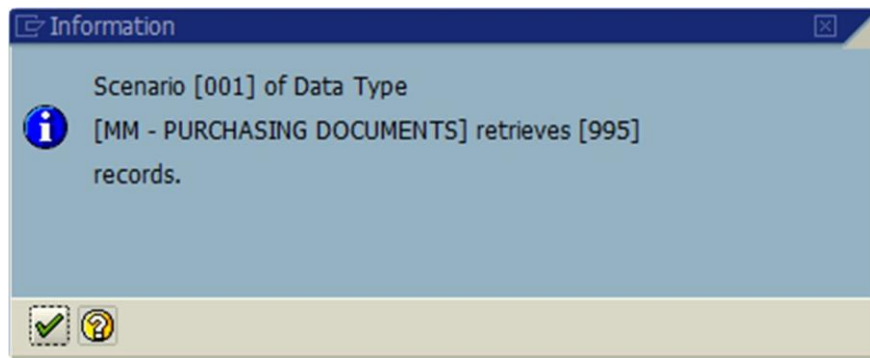 Information
Scenario [001] of Data Type
[MM - PURCHASING DOCUMENTS] retrieves [995]
records.